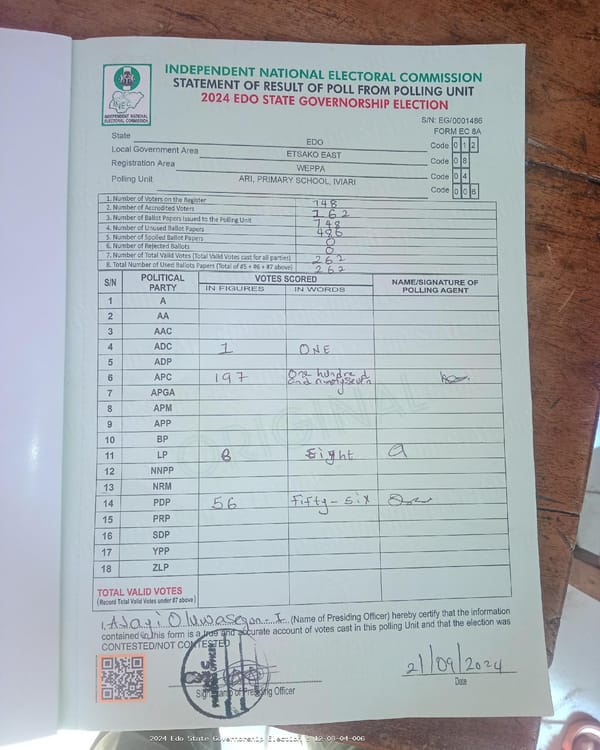 INEC
INDEPENDENT NATIONAL
ELECTORAL COMMISSION
INDEPENDENT NATIONAL ELECTORAL COMMISSION
STATEMENT OF RESULT OF POLL FROM POLLING UNIT
2024 EDO STATE GOVERNORSHIP ELECTION
S/N: EG/0001486
FORM EC 8A
State EDO Code 0 1 2
Local Government Area ETSAKO EAST Code 0 8
Registration Area WEPPA Code 0 4
Polling Unit ARI, PRIMARY SCHOOL, IVIARI Code 0 0 6
1. Number of Voters on the Register 748
2. Number of Accredited Voters 262
3. Number of Ballot Papers Issued to the Polling Unit 748
4. Number of Unused Ballot Papers 486
5. Number of Spoiled Ballot Papers 0
6. Number of Rejected Ballots 0
7. Number of Total Valid Votes (Total Valid Votes cast for all parties) 262
8. Total Number of Used Ballots Papers (Total of #5 + #6 + #7 above) 262
S/N POLITICAL PARTY VOTES SCORED NAME/SIGNATURE OF POLLING AGENT
IN FIGURES IN WORDS
1 A
2 AA
3 AAC
4 ADC 1 ONE
5 ADP
6 APC 197 One hundred and ninety seven
7 APGA
8 APM
9 APP
10 BP
11 LP 8 Eight
12 NNPP
13 NRM
14 PDP 56 Fifty-six
15 PRP
16 SDP
17 YPP
18 ZLP
ORIGINAL
TOTAL VALID VOTES
(Record Total Valid Votes under #7 above)
I, Ajayi Oluwasegun I. (Name of Presiding Officer) hereby certify that the information
contained in this form is a true and accurate account of votes cast in this polling Unit and that the election was
CONTESTED/NOT CONTESTED
21/09/2024
Signature of Presiding Officer Date
2024 Edo State Governorship Election - 12-08-04-006